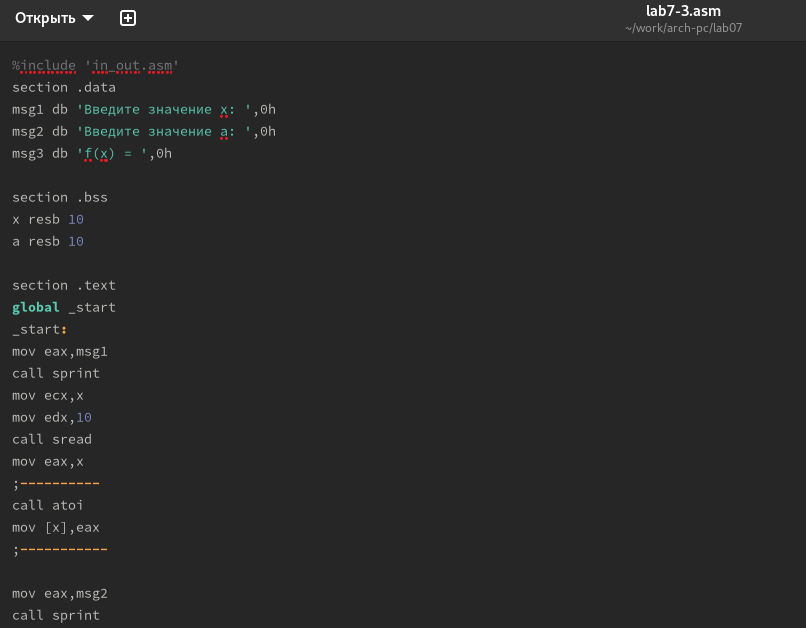 Открыть
lab7-3.asm
~/work/arch-pc/lab07
%include 'in_out.asm'
section .data
msg1 db 'Введите значение x: ',0h
msg2 db 'Введите значение a: ',0h
msg3 db 'f(x) = ',0h
section .bss
x resb 10
a resb 10
section .text
global _start
_start:
mov eax,msg1
call sprint
mov ecx,x
mov edx,10
call sread
mov eax,x
;----------
call atoi
mov [x],eax
;-----------
mov eax,msg2
call sprint